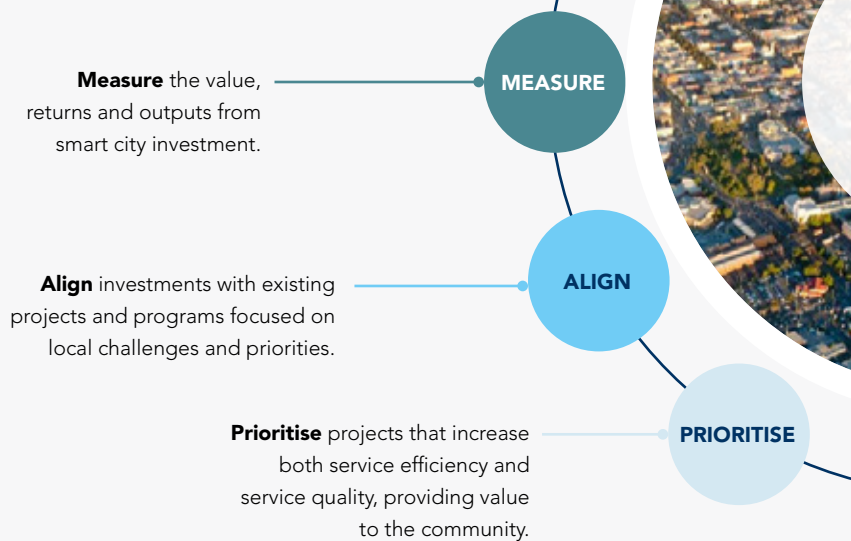 Measure the value,
returns and outputs from
smart city investment.
MEASURE
Align investments with existing
projects and programs focused on
local challenges and priorities.
ALIGN
Prioritise projects that increase
both service efficiency and
service quality, providing value
to the community.
PRIORITISE